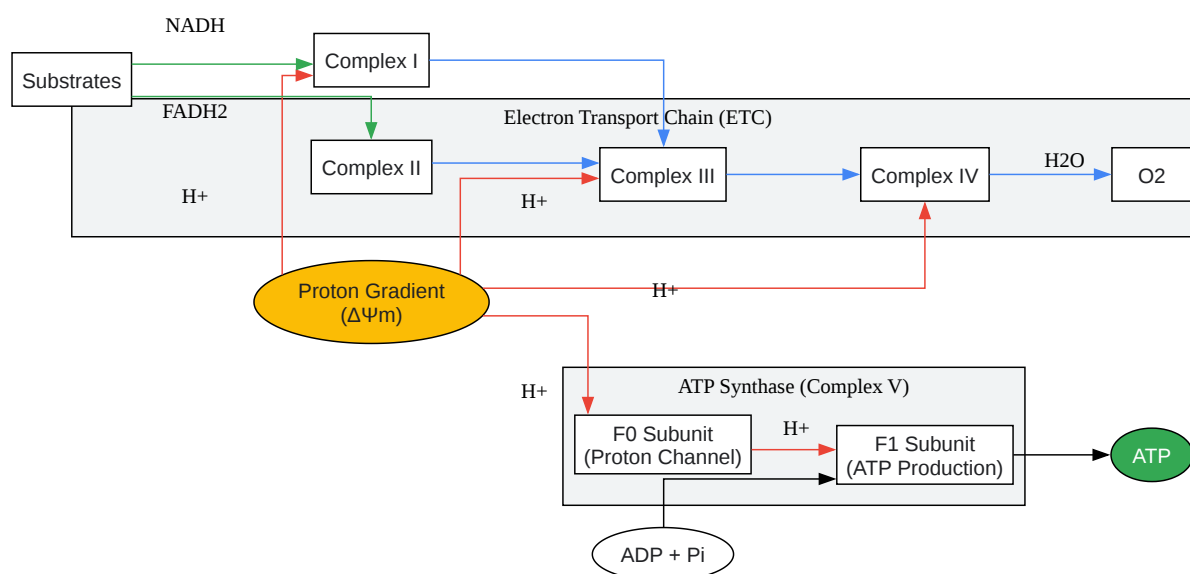 NADH
Complex I
Substrates
FADH2
Electron Transport Chain (ETC)
Complex II
Complex III
Complex IV
H2O
O2
H+
H+
Proton Gradient
(ΔΨm)
H+
H+
ATP Synthase (Complex V)
F0 Subunit
(Proton Channel)
H+
F1 Subunit
(ATP Production)
ATP
ADP + Pi